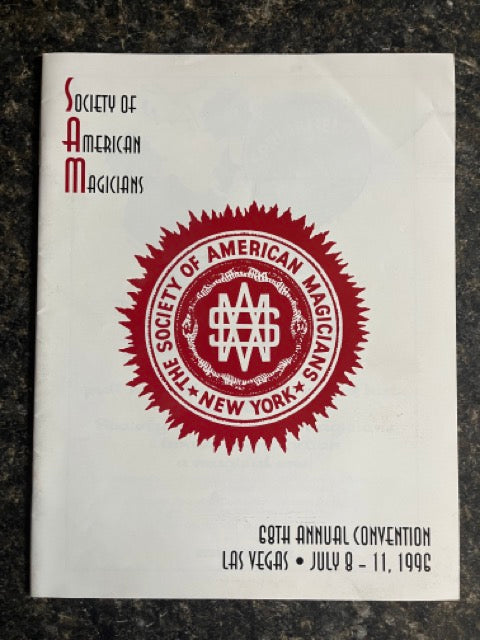 Society of
American
Magicians
THE SOCIETY OF AMERICAN MAGICIANS
★ NEW YORK ★
SAM
68TH ANNUAL CONVENTION
LAS VEGAS • JULY 8 - 11, 1996